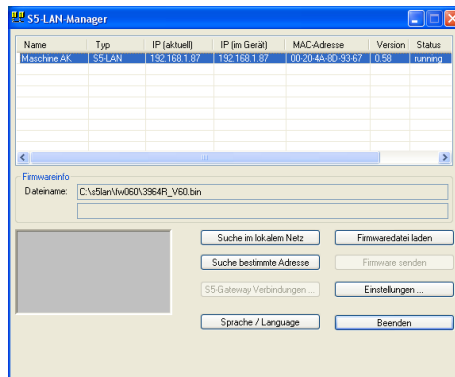 S5-LAN-Manager
Name Typ IP (aktuell) IP (im Gerät) MAC-Adresse Version Status
Maschine AK S5-LAN 192.168.1.87 192.168.1.87 00-20-4A-8D-93-67 0.58 running
Firmwareinfo
Dateiname: C:\s5lan\fw060\3964R_V60.bin
Suche im lokalem Netz Firmwaredatei laden
Suche bestimmte Adresse Firmware senden
S5-Gateway Verbindungen ... Einstellungen ...
Sprache / Language Beenden